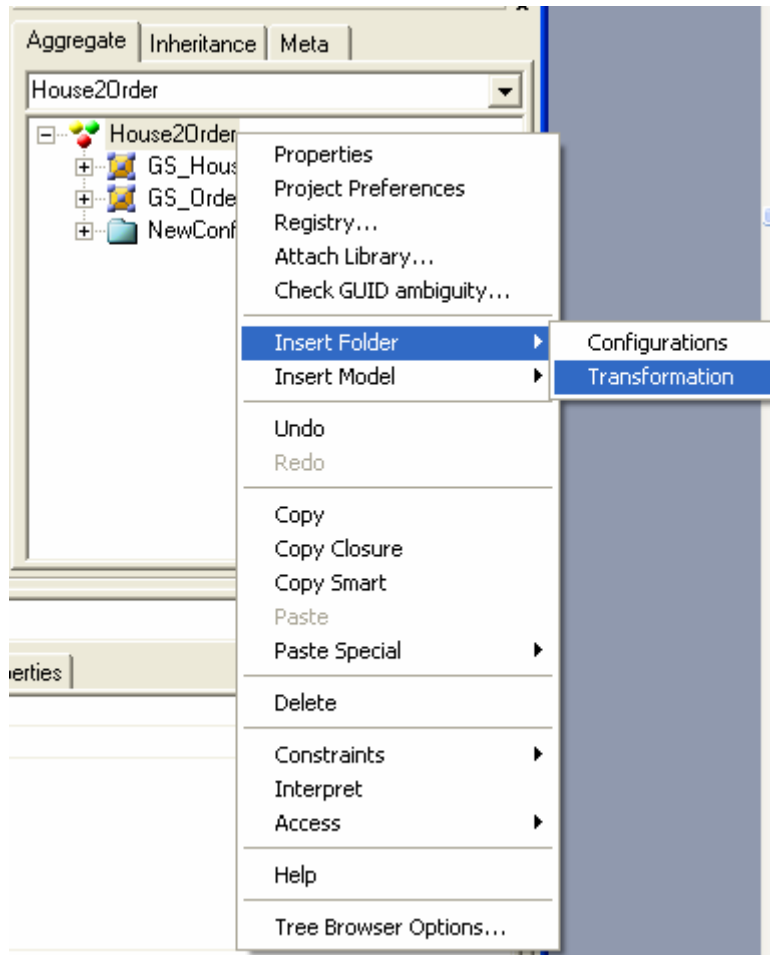 Aggregate Inheritance Meta
House2Order
House2Order
GS_Hous
GS_Orde
NewConf
Properties
Project Preferences
Registry...
Attach Library...
Check GUID ambiguity...
Insert Folder
Configurations
Insert Model
Transformation
Undo
Redo
Copy
Copy Closure
Copy Smart
Paste
Paste Special
erties
Delete
Constraints
Interpret
Access
Help
Tree Browser Options...